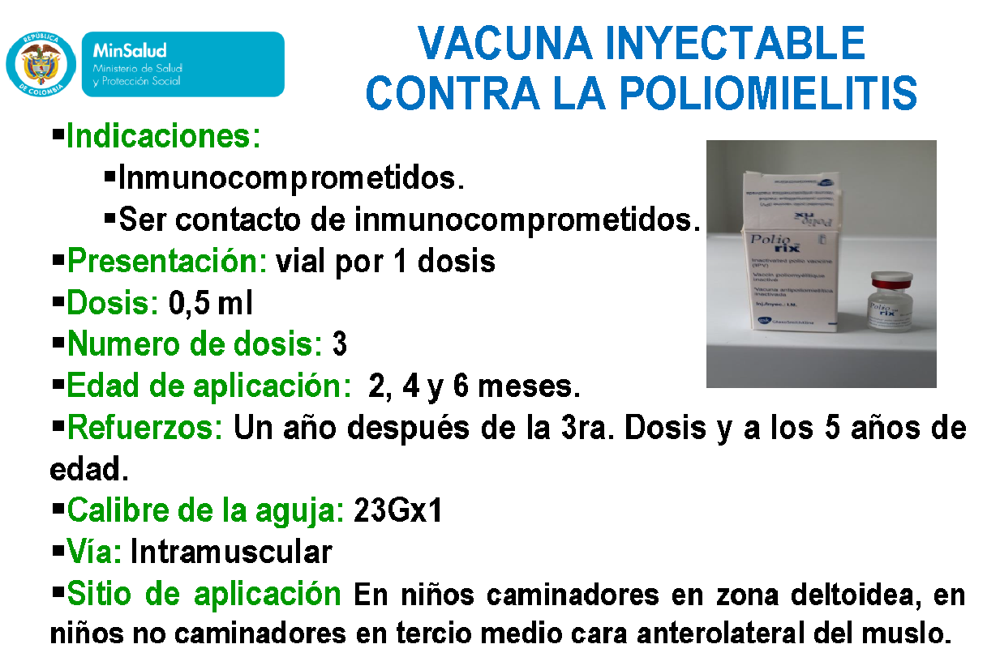 REPÚBLICA
DE COLOMBIA
MinSalud
Ministerio de Salud
y Protección Social
VACUNA INYECTABLE
CONTRA LA POLIOMIELITIS
▪Indicaciones:
▪Inmunocomprometidos.
▪Ser contacto de inmunocomprometidos.
▪Presentación: vial por 1 dosis
▪Dosis: 0,5 ml
▪Numero de dosis: 3
▪Edad de aplicación: 2, 4 y 6 meses.
▪Refuerzos: Un año después de la 3ra. Dosis y a los 5 años de
edad.
▪Calibre de la aguja: 23Gx1
▪Vía: Intramuscular
▪Sitio de aplicación En niños caminadores en zona deltoidea, en
niños no caminadores en tercio medio cara anterolateral del muslo.
Polio
rix
Inactivated polio vaccine
(IPV)
Vaccin poliomyélitique
inactivé
Vacuna antipoliomielítica
inactivada
Inj./Inyec.: I.M.
gsk GlaxoSmithKline
Polio
rix